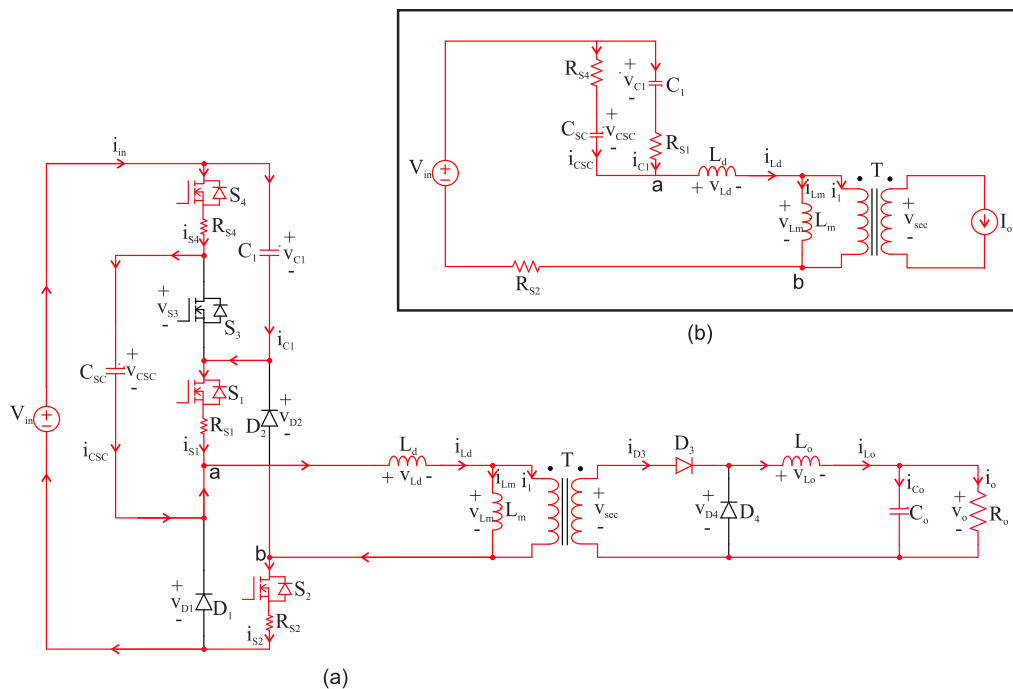 i_in
S_4
R_S4
i_S4
C_1
+
v_C1
-
+
v_S3
-
S_3
i_C1
C_SC
+
v_CSC
-
S_1
D_2
+
v_D2
-
R_S1
V_in
i_CSC
i_S1
a
L_d
+ v_Ld -
i_Ld
i_Lm
i_1
T
+
v_Lm
-
L_m
+
v_sec
-
i_D3
D_3
+
v_D4
-
D_4
L_o
+ v_Lo -
i_Lo
i_Co
C_o
i_o
+
v_o
-
R_o
b
S_2
+
v_D1
-
D_1
R_S2
i_S2
(a)
R_S4
+
v_C1
-
C_1
C_SC
+
v_CSC
-
R_S1
i_CSC
i_C1
a
V_in
L_d
+ v_Ld -
i_Ld
i_Lm
i_1
T
+
v_Lm
-
L_m
+
v_sec
-
I_o
R_S2
b
(b)